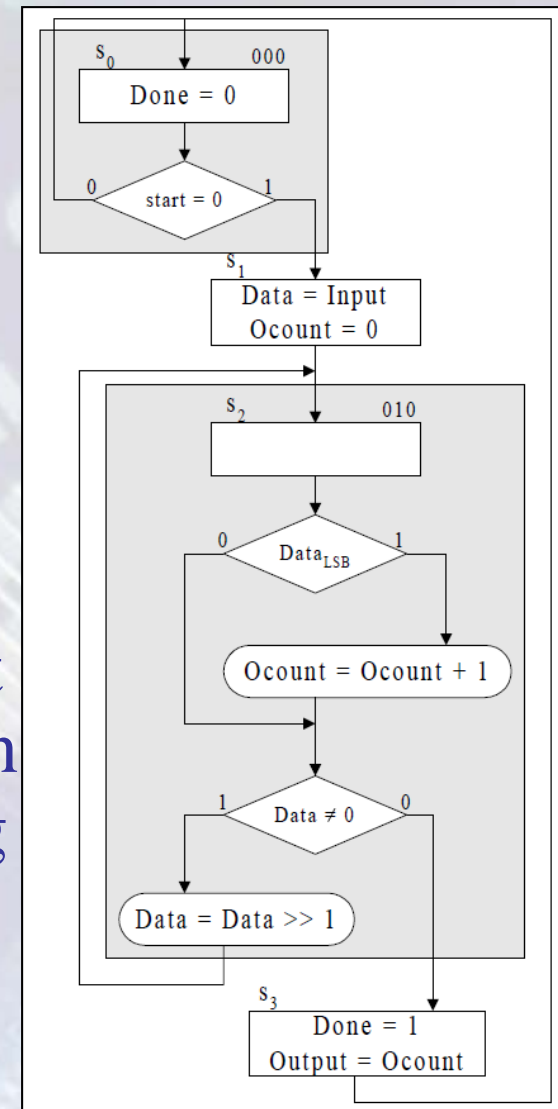 s0 000
Done = 0
0 1
start = 0
s1
Data = Input
Ocount = 0
s2 010
0 1
DataLSB
Ocount = Ocount + 1
1 0
Data ≠ 0
Data = Data >> 1
s3
Done = 1
Output = Ocount